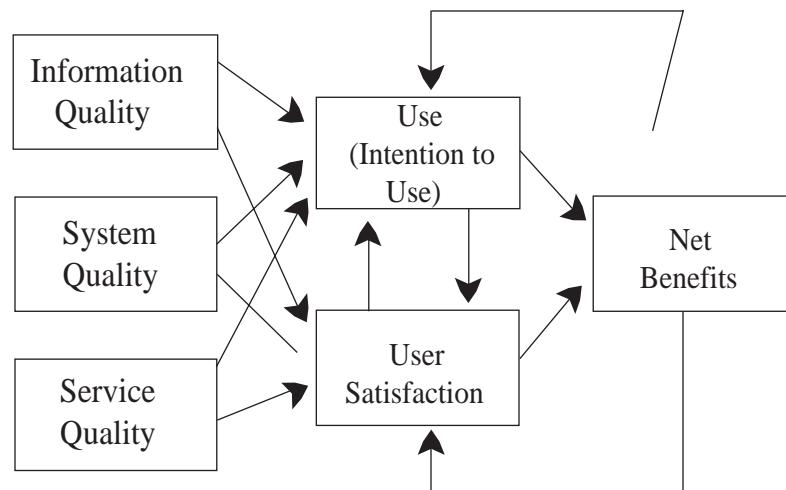 Information
Quality
System
Quality
Service
Quality
Use
(Intention to
Use)
User
Satisfaction
Net
Benefits